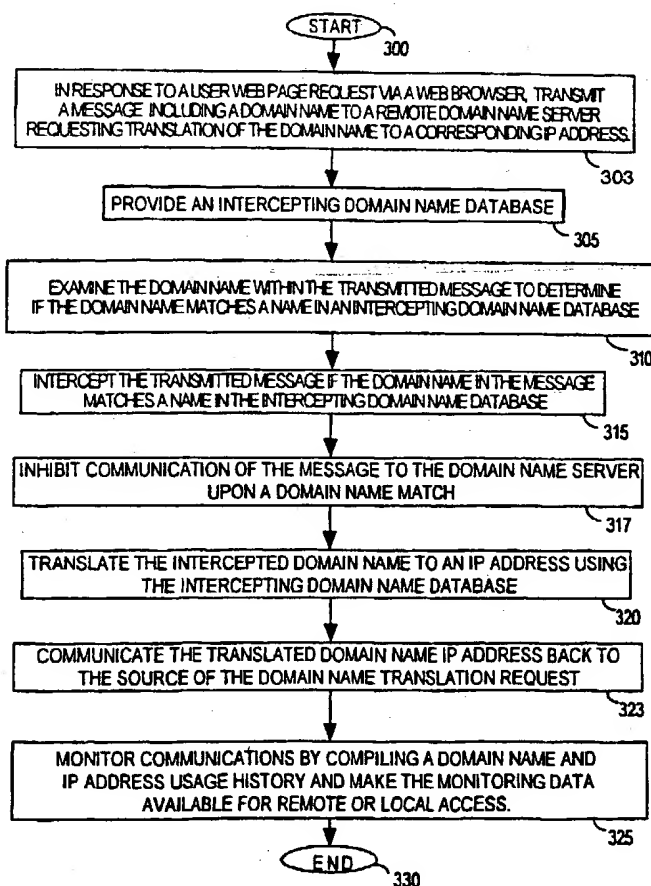 START
300
IN RESPONSE TO A USER WEB PAGE REQUEST VIA A WEB BROWSER, TRANSMIT
A MESSAGE INCLUDING A DOMAIN NAME TO A REMOTE DOMAIN NAME SERVER
REQUESTING TRANSLATION OF THE DOMAIN NAME TO A CORRESPONDING IP ADDRESS.
303
PROVIDE AN INTERCEPTING DOMAIN NAME DATABASE
305
EXAMINE THE DOMAIN NAME WITHIN THE TRANSMITTED MESSAGE TO DETERMINE
IF THE DOMAIN NAME MATCHES A NAME IN AN INTERCEPTING DOMAIN NAME DATABASE
310
INTERCEPT THE TRANSMITTED MESSAGE IF THE DOMAIN NAME IN THE MESSAGE
MATCHES A NAME IN THE INTERCEPTING DOMAIN NAME DATABASE
315
INHIBIT COMMUNICATION OF THE MESSAGE TO THE DOMAIN NAME SERVER
UPON A DOMAIN NAME MATCH
317
TRANSLATE THE INTERCEPTED DOMAIN NAME TO AN IP ADDRESS USING
THE INTERCEPTING DOMAIN NAME DATABASE
320
COMMUNICATE THE TRANSLATED DOMAIN NAME IP ADDRESS BACK TO
THE SOURCE OF THE DOMAIN NAME TRANSLATION REQUEST
323
MONITOR COMMUNICATIONS BY COMPILING A DOMAIN NAME AND
IP ADDRESS USAGE HISTORY AND MAKE THE MONITORING DATA
AVAILABLE FOR REMOTE OR LOCAL ACCESS.
325
END
330